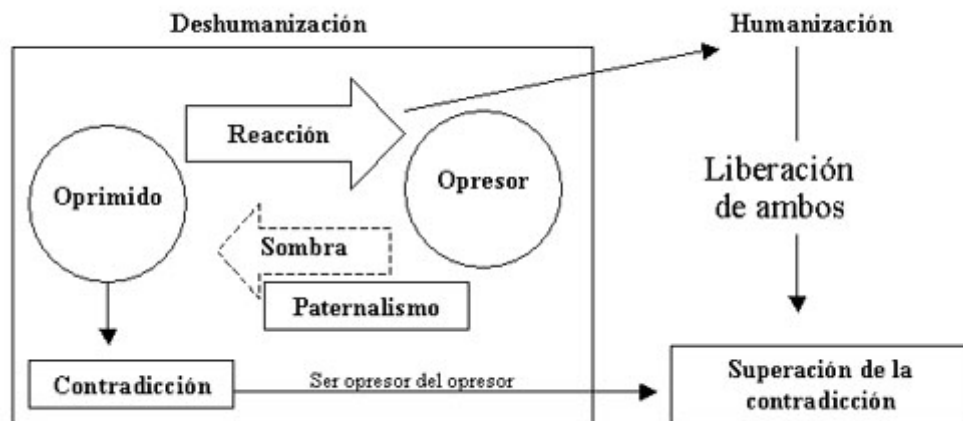 Deshumanización
Humanización
Reacción
Oprimido
Opresor
Liberación
de ambos
Sombra
Paternalismo
Contradicción
Ser opresor del opresor
Superación de la
contradicción